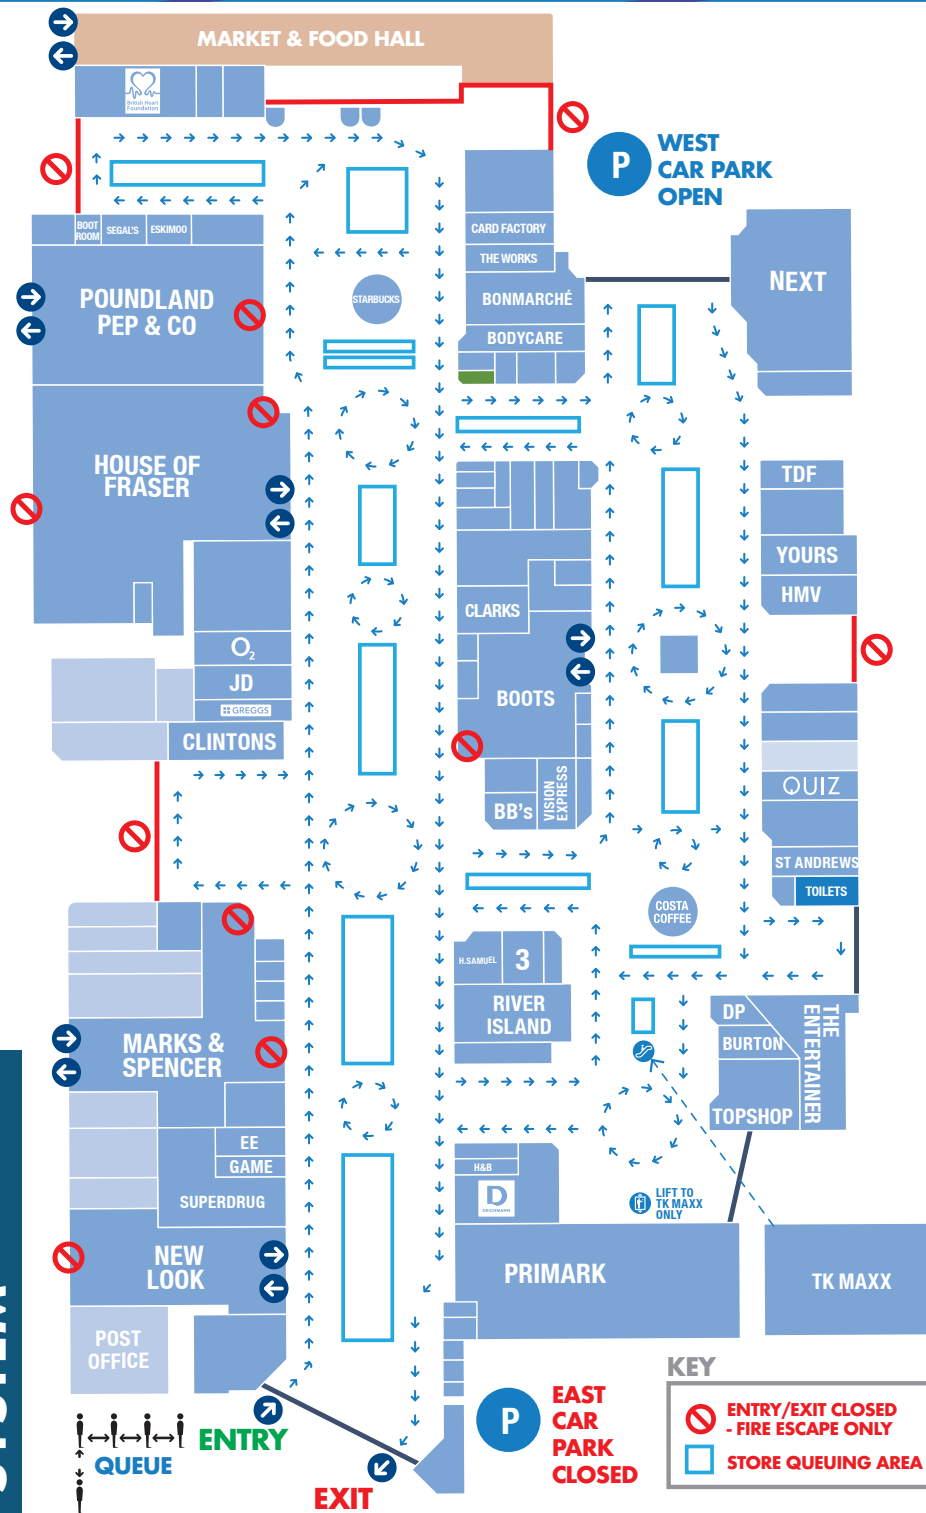 MARKET & FOOD HALL
British Heart
Foundation
P
WEST
CAR PARK
OPEN
BOOT
ROOM
SEGAL'S
ESKIMOO
CARD FACTORY
THE WORKS
BONMARCHÉ
BODYCARE
NEXT
POUNDLAND
PEP & CO
STARBUCKS
HOUSE OF
FRASER
TDF
YOURS
HMV
CLARKS
O2
JD
GREGGS
CLINTONS
BOOTS
BB's
VISION
EXPRESS
QUIZ
ST ANDREWS
TOILETS
COSTA
COFFEE
H.SAMUEL
3
RIVER
ISLAND
DP
BURTON
THE
ENTERTAINER
TOPSHOP
MARKS &
SPENCER
EE
GAME
SUPERDRUG
H&B
D
DEICHMANN
LIFT TO
TK MAXX
ONLY
NEW
LOOK
PRIMARK
TK MAXX
POST
OFFICE
ENTRY
QUEUE
EXIT
P
EAST
CAR
PARK
CLOSED
KEY
ENTRY/EXIT CLOSED
- FIRE ESCAPE ONLY
STORE QUEUING AREA